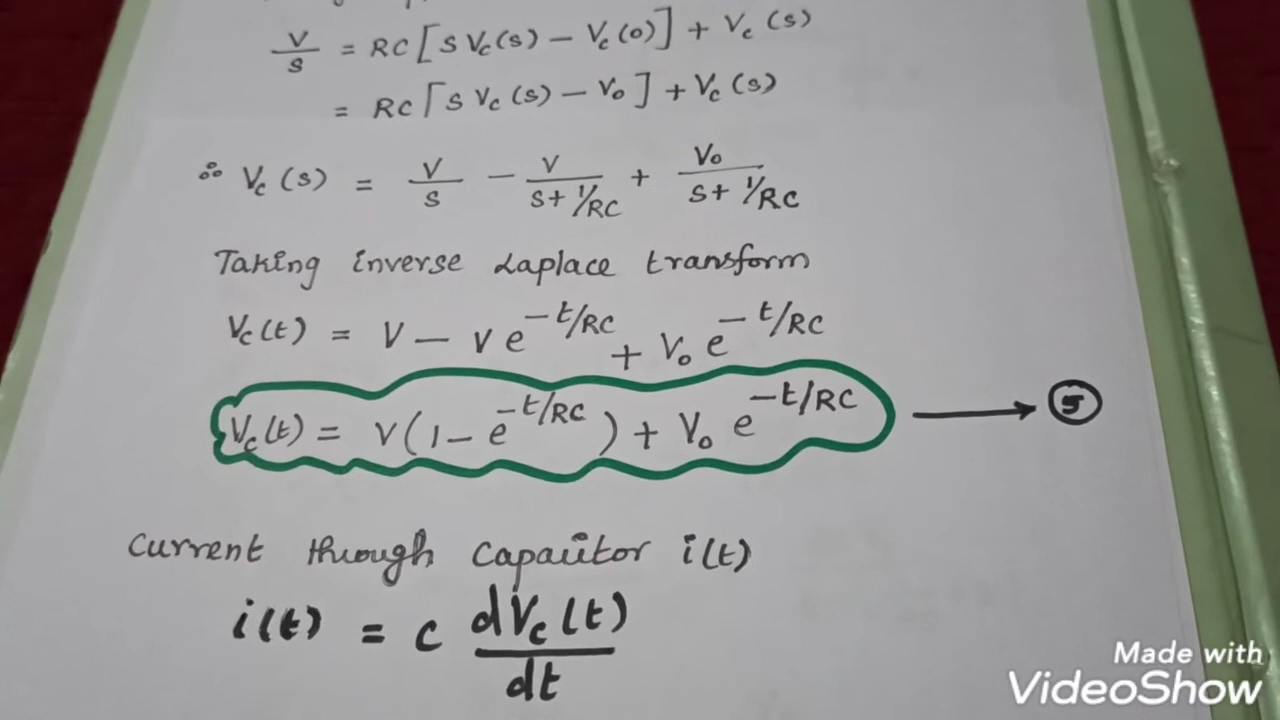 V/s = RC [S Vc(s) − Vc(0)] + Vc (s)
= RC [S Vc (s) − V₀] + Vc (s)
∴ Vc (s) = V/s − V/(s + 1/RC) + V₀/(s + 1/RC)
Taking inverse Laplace transform
Vc(t) = V − V e^(−t/RC) + V₀ e^(−t/RC)
Vc(t) = V(1 − e^(−t/RC)) + V₀ e^(−t/RC) → 5
Current through Capacitor i(t)
i(t) = C dVc(t)/dt
Made with
VideoShow